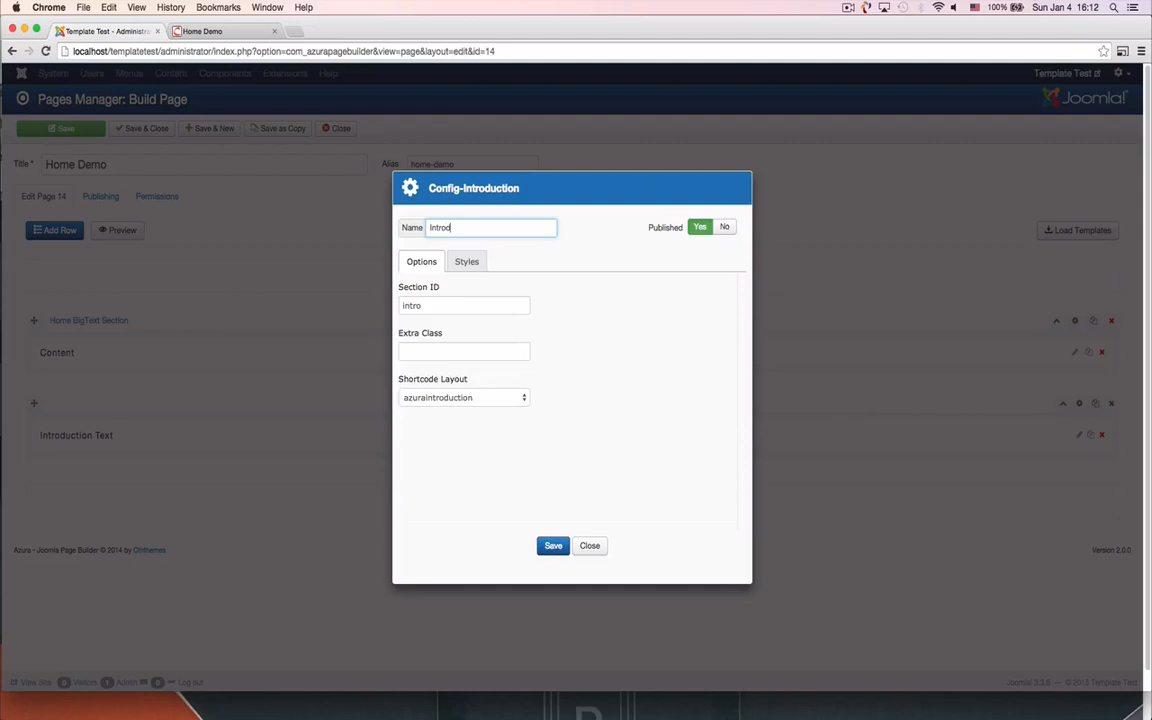 Chrome File Edit View History Bookmarks Window Help 100% Sun Jan 4 16:12
Template Test - Administra Home Demo
localhost/templatetest/administrator/index.php?option=com_azurapagebuilder&view=page&layout=edit&id=14
System Users Menus Content Components Extensions Help Template Test
Pages Manager: Build Page Joomla!
Save Save & Close Save & New Save as Copy Close
Title * Home Demo Alias home-demo
Config-Introduction
Edit Page 14 Publishing Permissions
Name Introd Published Yes No
Add Row Preview Load Templates
Options Styles
Section ID
intro
Home BigText Section
Extra Class
Content
Shortcode Layout
azuraintroduction
Introduction Text
Save Close
Azura - Joomla Page Builder © 2014 by Cththemes Version 2.0.0
View Site 0 Visitors 1 Admin 0 Log out Joomla! 3.3.6 — © 2015 Template Test